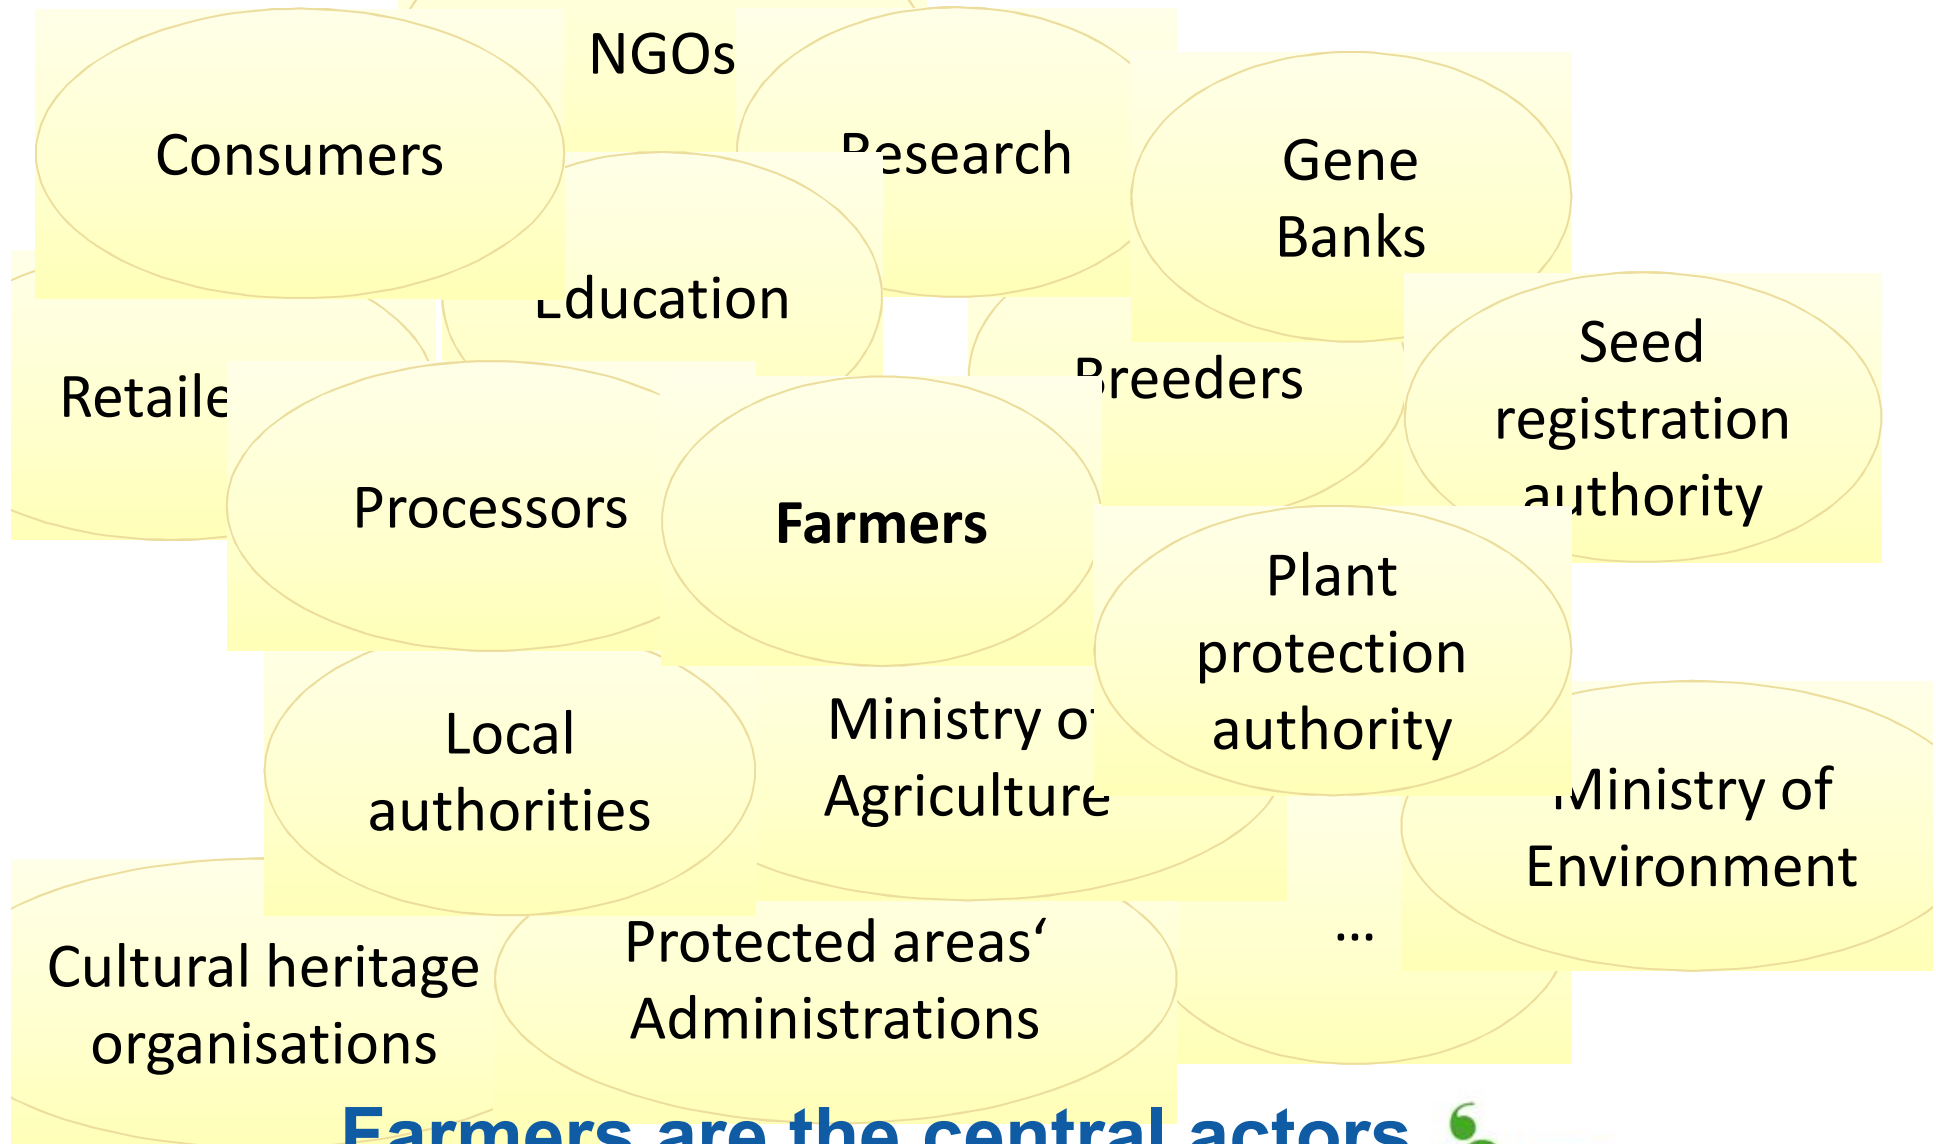 NGOs
Consumers
Research
Gene
Banks
Education
Seed
registration
authority
Retaile
Breeders
Processors
Farmers
Plant
protection
authority
Local
authorities
Ministry of
Agriculture
Ministry of
Environment
...
Cultural heritage
organisations
Protected areas‘
Administrations
Farmers are the central actors